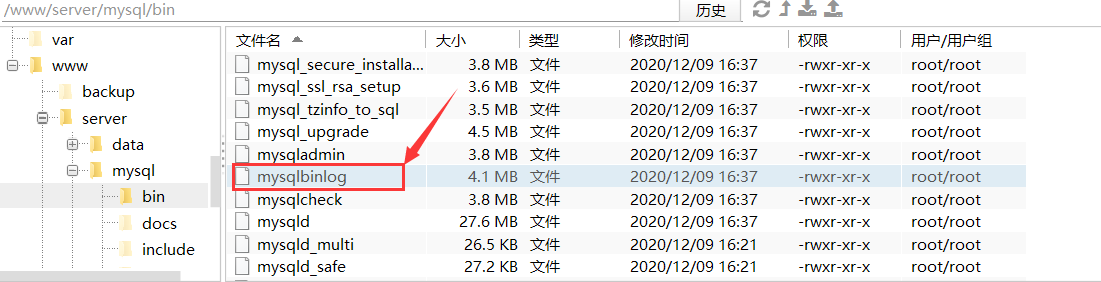 /www/server/mysql/bin 历史
var
www
backup
server
data
mysql
bin
docs
include
文件名 大小 类型 修改时间 权限 用户/用户组
mysql_secure_installa... 3.8 MB 文件 2020/12/09 16:37 -rwxr-xr-x root/root
mysql_ssl_rsa_setup 3.6 MB 文件 2020/12/09 16:37 -rwxr-xr-x root/root
mysql_tzinfo_to_sql 3.5 MB 文件 2020/12/09 16:37 -rwxr-xr-x root/root
mysql_upgrade 4.5 MB 文件 2020/12/09 16:37 -rwxr-xr-x root/root
mysqladmin 3.8 MB 文件 2020/12/09 16:37 -rwxr-xr-x root/root
mysqlbinlog 4.1 MB 文件 2020/12/09 16:37 -rwxr-xr-x root/root
mysqlcheck 3.8 MB 文件 2020/12/09 16:37 -rwxr-xr-x root/root
mysqld 27.6 MB 文件 2020/12/09 16:37 -rwxr-xr-x root/root
mysqld_multi 26.5 KB 文件 2020/12/09 16:21 -rwxr-xr-x root/root
mysqld_safe 27.2 KB 文件 2020/12/09 16:21 -rwxr-xr-x root/root